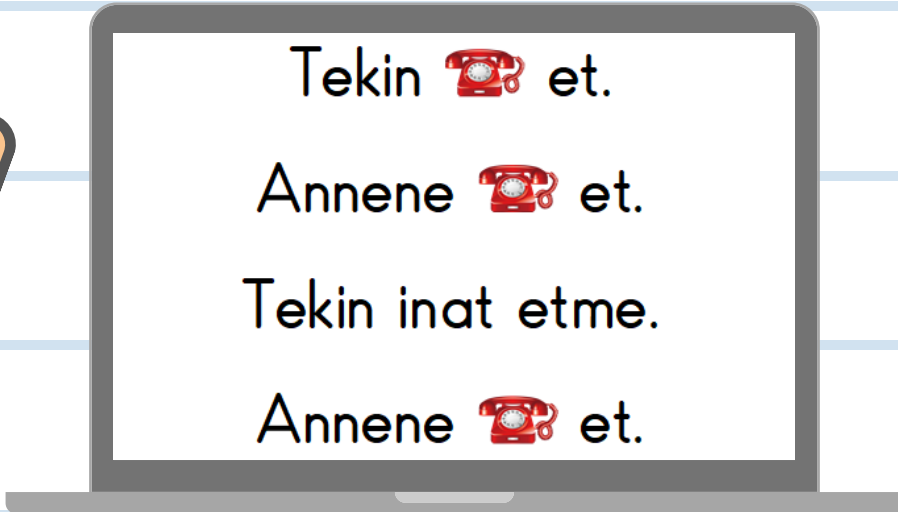 Tekin ☎ et.
Annene ☎ et.
Tekin inat etme.
Annene ☎ et.